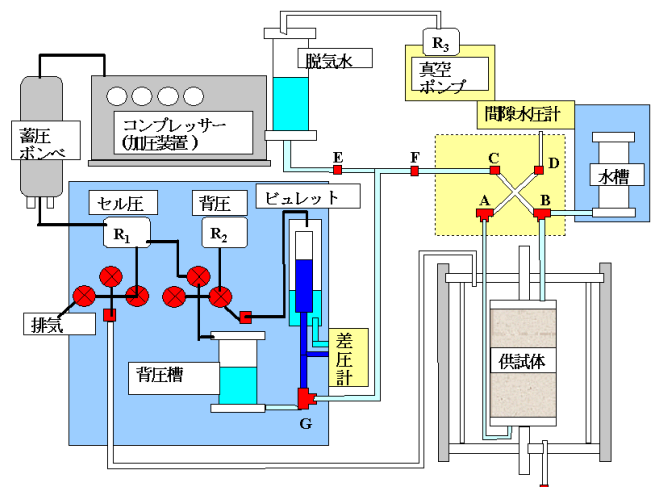 脱気水
R3
真空
ポンプ
コンプレッサー
(加圧装置)
蓄圧
ボンベ
間隙水圧計
水槽
E
F
C
D
A
B
セル圧
背圧
ビュレット
R1
R2
排気
背圧槽
差
圧
計
G
供試体